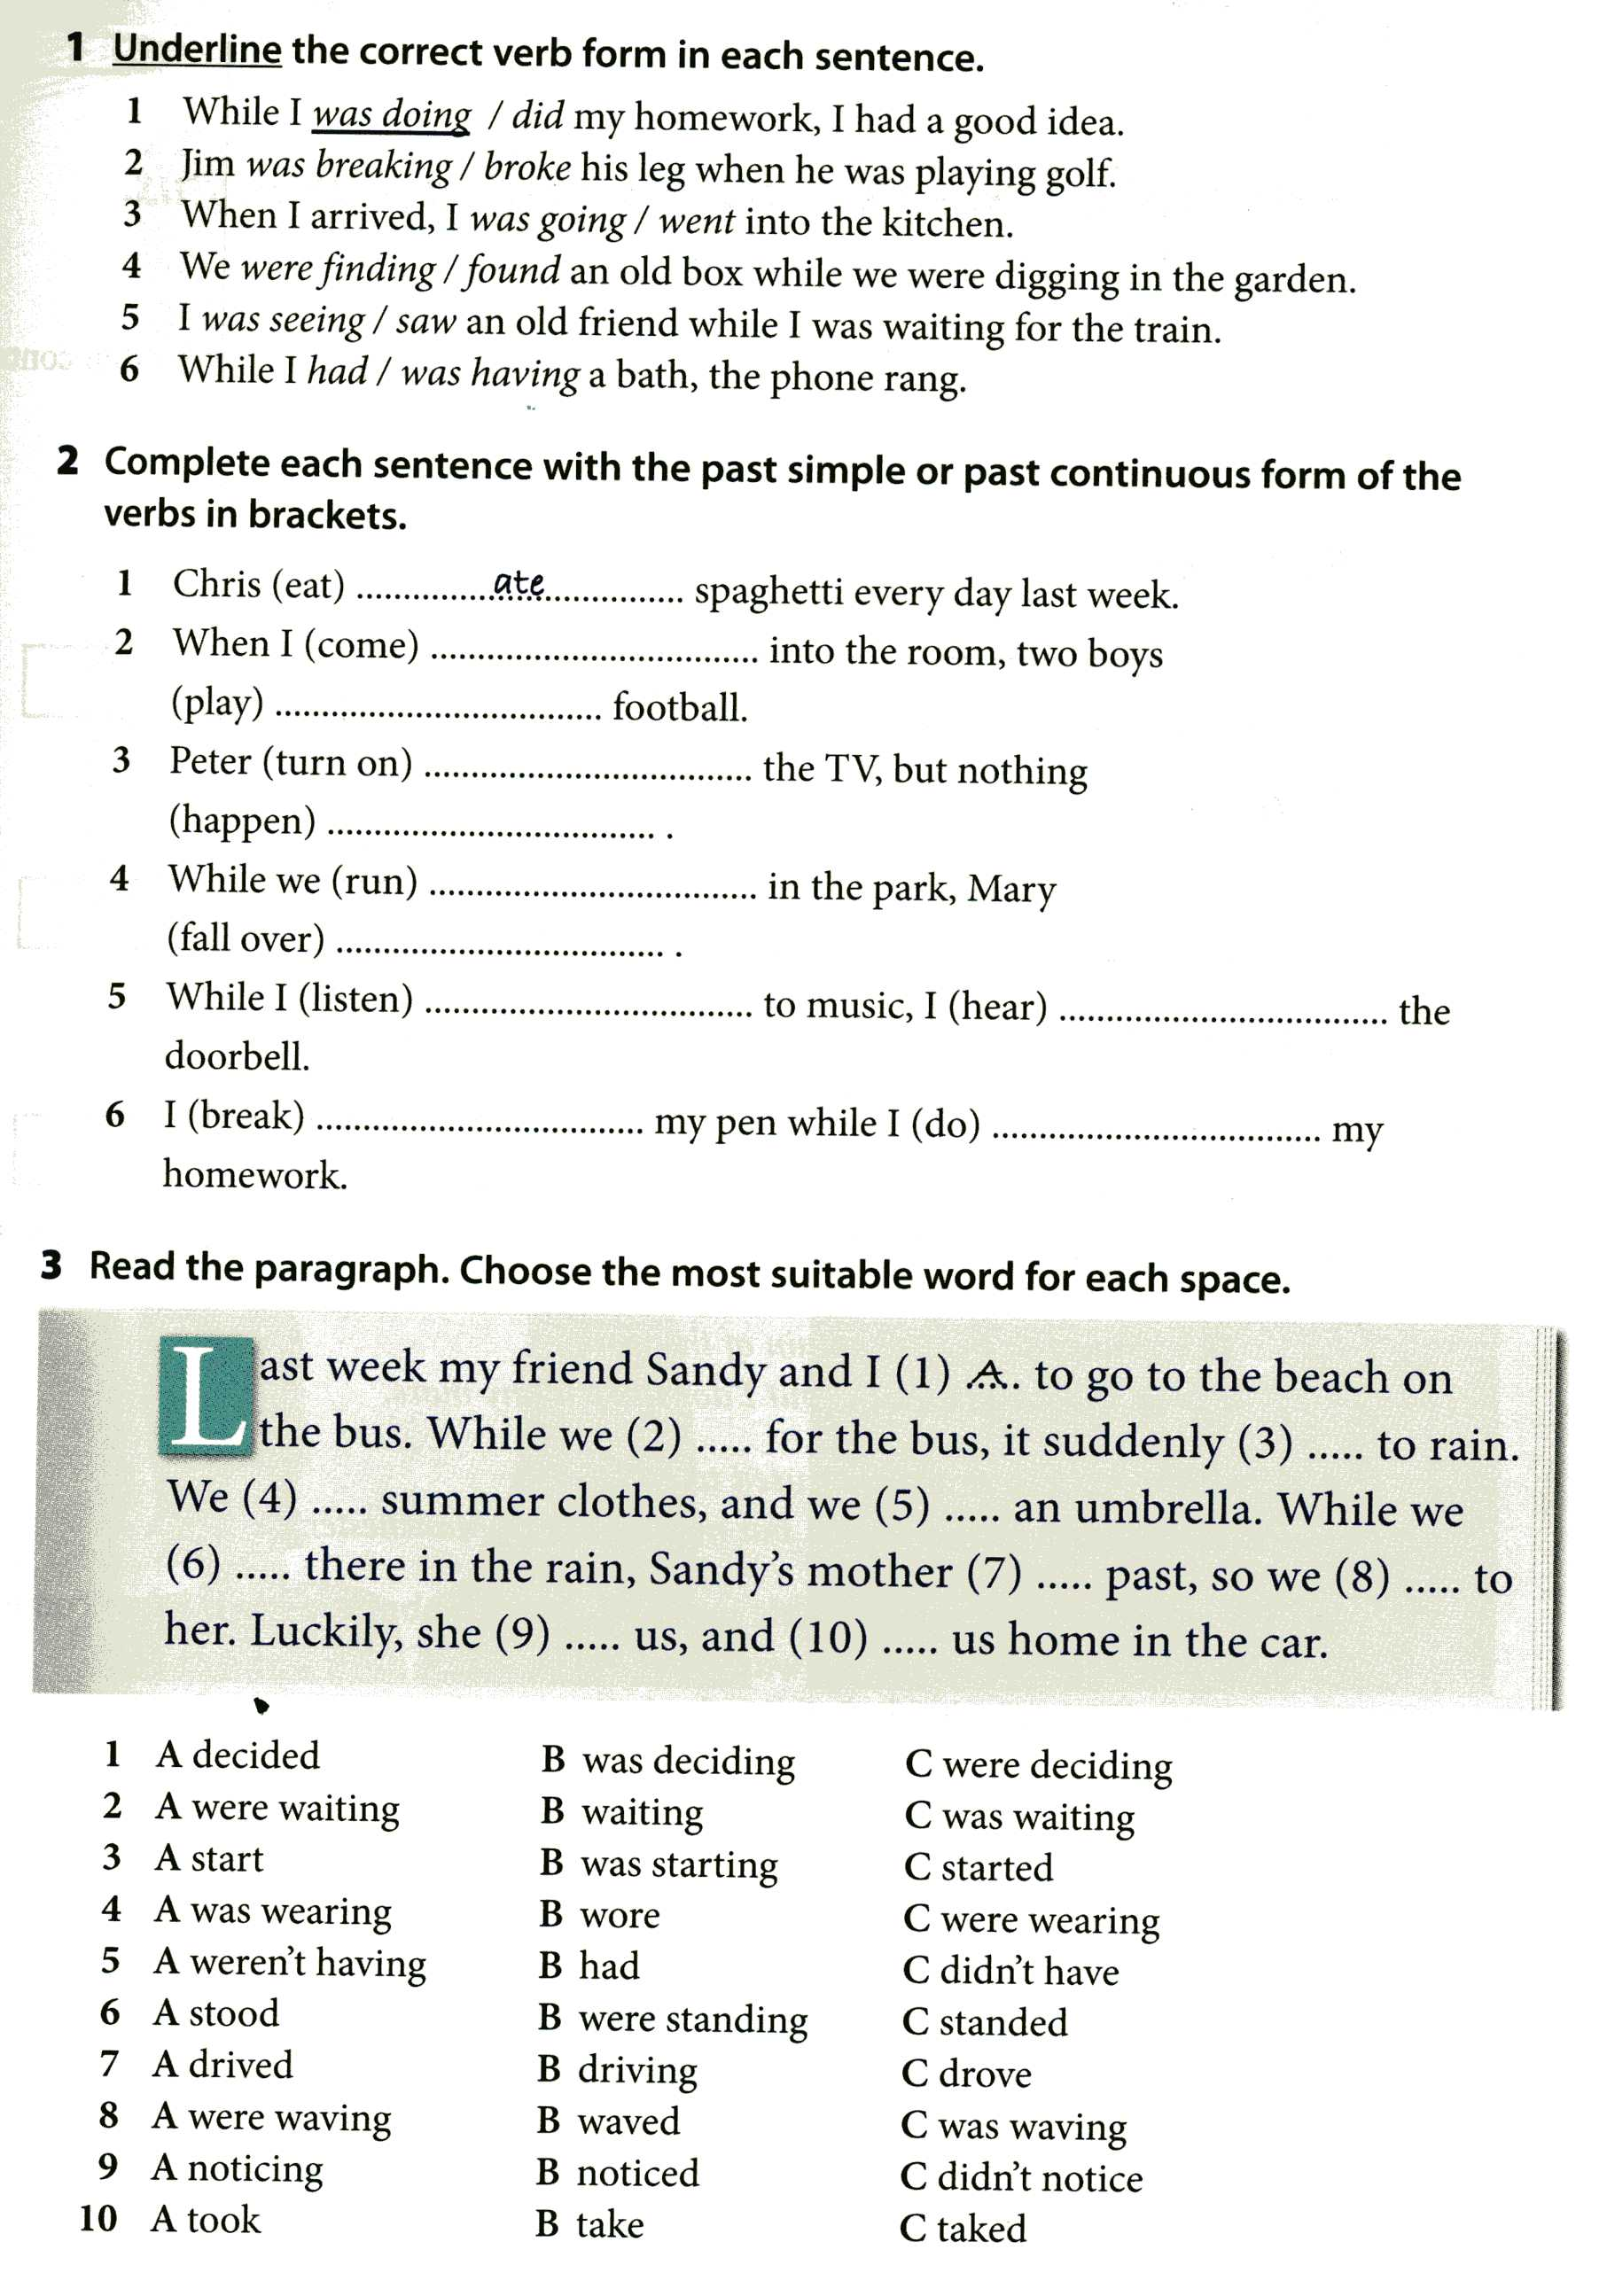 1 Underline the correct verb form in each sentence.
1 While I was doing / did my homework, I had a good idea.
2 Jim was breaking / broke his leg when he was playing golf.
3 When I arrived, I was going / went into the kitchen.
4 We were finding / found an old box while we were digging in the garden.
5 I was seeing / saw an old friend while I was waiting for the train.
6 While I had / was having a bath, the phone rang.
2 Complete each sentence with the past simple or past continuous form of the
verbs in brackets.
1 Chris (eat) ...............ate............... spaghetti every day last week.
2 When I (come) ................................... into the room, two boys
(play) ................................... football.
3 Peter (turn on) ................................... the TV, but nothing
(happen) ................................... .
4 While we (run) ................................... in the park, Mary
(fall over) ................................... .
5 While I (listen) ................................... to music, I (hear) ................................... the
doorbell.
6 I (break) ................................... my pen while I (do) ................................... my
homework.
3 Read the paragraph. Choose the most suitable word for each space.
Last week my friend Sandy and I (1) .A. to go to the beach on
the bus. While we (2) ..... for the bus, it suddenly (3) ..... to rain.
We (4) ..... summer clothes, and we (5) ..... an umbrella. While we
(6) ..... there in the rain, Sandy's mother (7) ..... past, so we (8) ..... to
her. Luckily, she (9) ..... us, and (10) ..... us home in the car.
1 A decided B was deciding C were deciding
2 A were waiting B waiting C was waiting
3 A start B was starting C started
4 A was wearing B wore C were wearing
5 A weren't having B had C didn't have
6 A stood B were standing C standed
7 A drived B driving C drove
8 A were waving B waved C was waving
9 A noticing B noticed C didn't notice
10 A took B take C taked